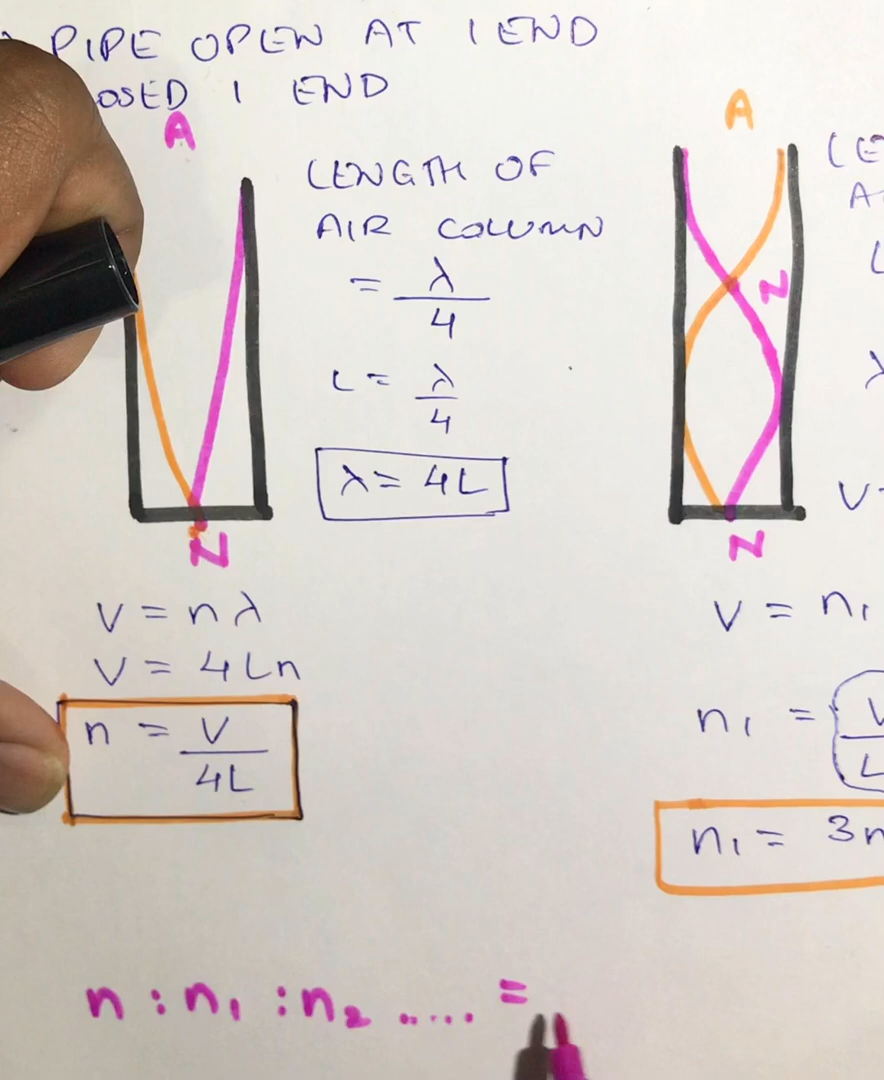 PIPE OPEN AT 1 END
OSED 1 END
A
LENGTH OF
AIR COLUMN
= λ/4
L = λ/4
λ = 4L
N
V = nλ
V = 4Ln
n = V/4L
A
N
N
V = n₁
n₁ =
n₁ = 3n
n : n₁ : n₂ ..... =